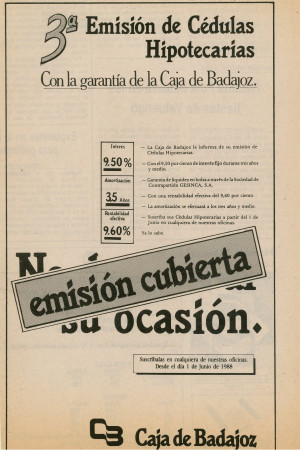 3ª Emisión de Cédulas
Hipotecarias
Con la garantía de la Caja de Badajoz.
Interés
9.50 %
Amortización
3,5 Años
Rentabilidad
efectiva
9.60%
— La Caja de Badajoz le informa de su emisión de
Cédulas Hipotecarias.
— Con el 9,50 por ciento de interés fijo durante tres años
y medio.
— Garantía de liquidez en bolsa a través de la Sociedad de
Contrapartida GESINCA, S.A.
— Con una rentabilidad efectiva del 9,60 por ciento.
— La amortización se efectuará a los tres años y medio.
— Suscriba sus Cédulas Hipotecarias a partir del 1 de
Junio en cualquiera de nuestras oficinas.
Ya lo sabe.
emisión cubierta
su ocasión.
Suscríbalas en cualquiera de nuestras oficinas.
Desde el día 1 de Junio de 1988
Caja de Badajoz